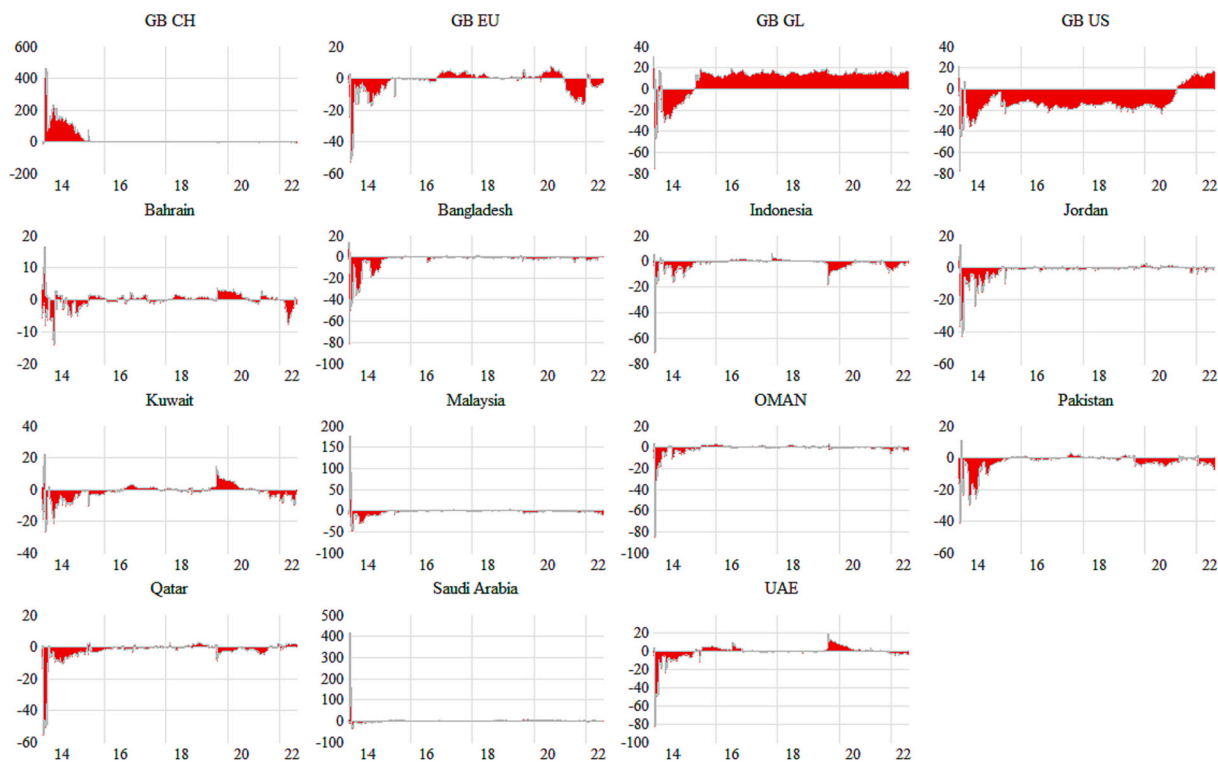 GB CH GB EU GB GL GB US
600 20 40 40
400 0 20 20
200 -20 0 0
0 -40 -20 -20
-200 -60 -40 -40
-60 -60
-80 -80
14 16 18 20 22 14 16 18 20 22 14 16 18 20 22 14 16 18 20 22
Bahrain Bangladesh Indonesia Jordan
20 20 20 20
10 0 0 0
0 -20 -20 -20
-10 -40 -40 -40
-20 -60 -60 -60
-80 -80
-100
14 16 18 20 22 14 16 18 20 22 14 16 18 20 22 14 16 18 20 22
Kuwait Malaysia OMAN Pakistan
40 200 20 20
20 150 0 0
0 100 -20 -20
-20 50 -40 -40
-40 0 -60 -60
-50 -80
-100 -100
14 16 18 20 22 14 16 18 20 22 14 16 18 20 22 14 16 18 20 22
Qatar Saudi Arabia UAE
20 500 20
0 400 0
-20 300 -20
-40 200 -40
-60 100 -60
0 -80
-100 -100
14 16 18 20 22 14 16 18 20 22 14 16 18 20 22